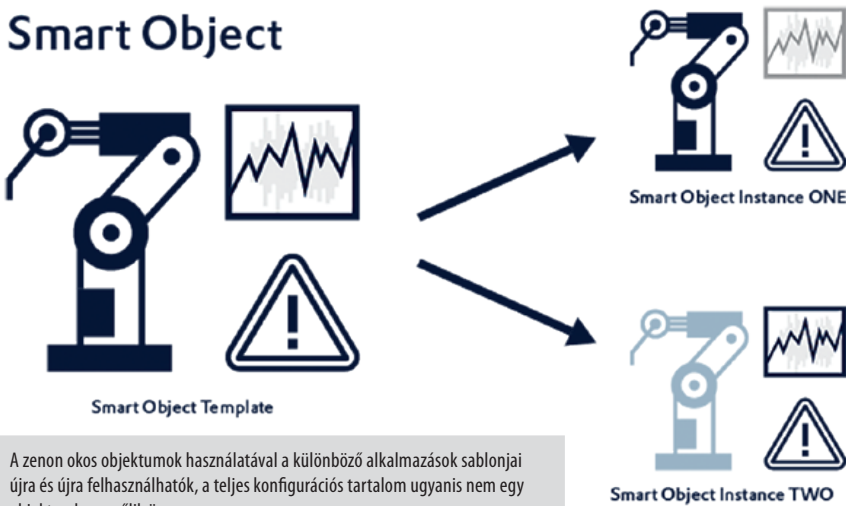 Smart Object
Smart Object Instance ONE
Smart Object Template
A zenon okos objektumok használatával a különböző alkalmazások sablonjai
újra és újra felhasználhatók, a teljes konfigurációs tartalom ugyanis nem egy
Smart Object Instance TWO